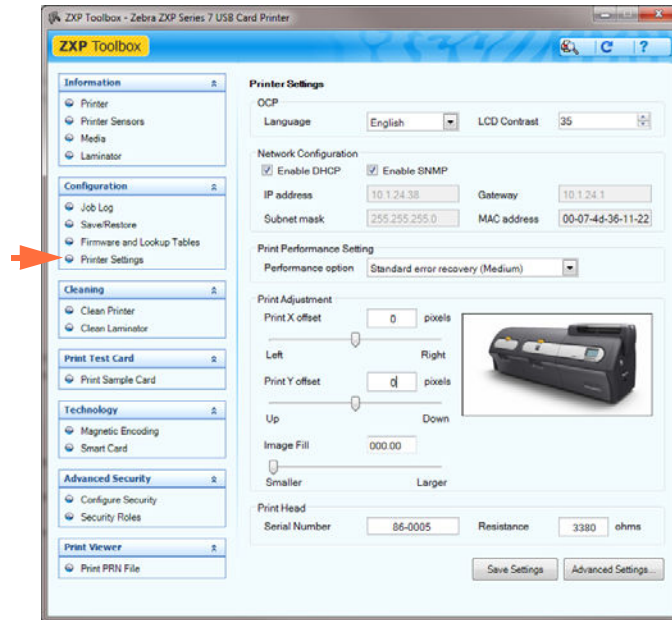 ZXP Toolbox - Zebra ZXP Series 7 USB Card Printer
ZXP Toolbox
?
Information
Printer
Printer Sensors
Media
Laminator
Configuration
Job Log
Save/Restore
Firmware and Lookup Tables
Printer Settings
Cleaning
Clean Printer
Clean Laminator
Print Test Card
Print Sample Card
Technology
Magnetic Encoding
Smart Card
Advanced Security
Configure Security
Security Roles
Print Viewer
Print PRN File
Printer Settings
OCP
Language English LCD Contrast 35
Network Configuration
Enable DHCP Enable SNMP
IP address 10.1.24.38 Gateway 10.1.24.1
Subnet mask 255.255.255.0 MAC address 00-07-4d-36-11-22
Print Performance Setting
Performance option Standard error recovery (Medium)
Print Adjustment
Print X offset 0 pixels
Left Right
Print Y offset 0 pixels
Up Down
Image Fill 000.00
Smaller Larger
Print Head
Serial Number 86-0005 Resistance 3380 ohms
Save Settings Advanced Settings...